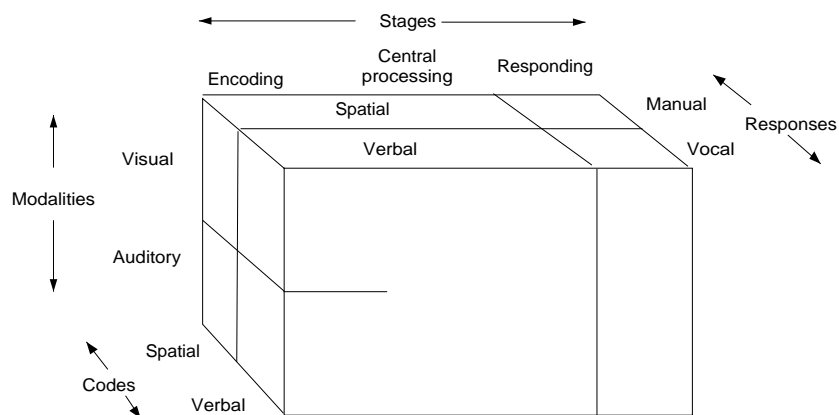 Stages
Central
processing
Encoding
Responding
Spatial
Manual
Responses
Visual
Verbal
Vocal
Modalities
Auditory
Spatial
Codes
Verbal